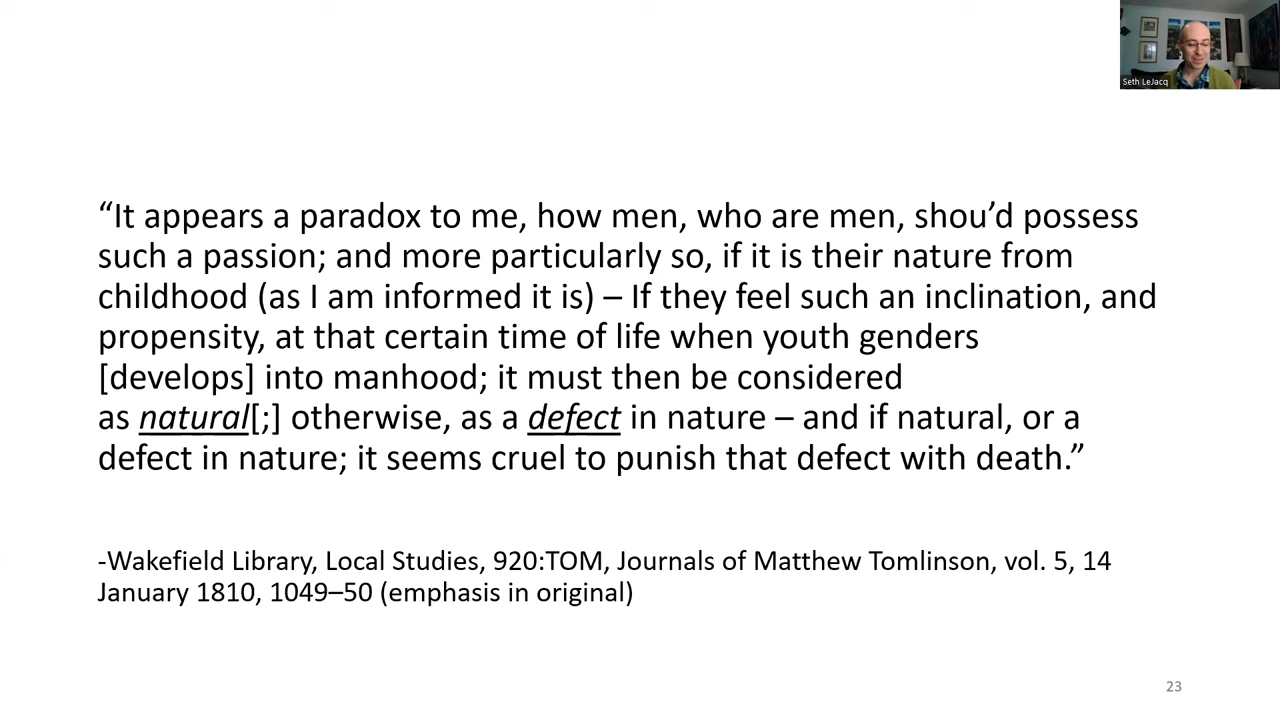 Seth LeJacq
“It appears a paradox to me, how men, who are men, shou’d possess
such a passion; and more particularly so, if it is their nature from
childhood (as I am informed it is) – If they feel such an inclination, and
propensity, at that certain time of life when youth genders
[develops] into manhood; it must then be considered
as natural[;] otherwise, as a defect in nature – and if natural, or a
defect in nature; it seems cruel to punish that defect with death.”
-Wakefield Library, Local Studies, 920:TOM, Journals of Matthew Tomlinson, vol. 5, 14
January 1810, 1049–50 (emphasis in original)
23